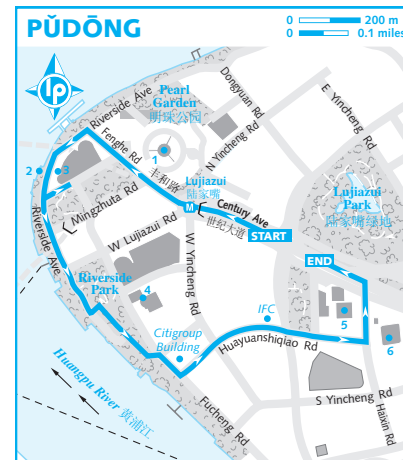 PǓDŌNG
0 200 m
0 0.1 miles
lp
Riverside Ave
Pearl
Garden
明珠公园
Dongyuan Rd
E Yincheng Rd
N Yincheng Rd
Fenghe Rd
丰和路
1
2
3
Mingzhuta Rd
Lujiazui
陆家嘴
M
Century Ave
世纪大道
START
Lujiazui
Park
陆家嘴绿地
END
W Lujiazui Rd
W Yincheng Rd
Riverside Ave
Riverside
Park
4
IFC
5
6
Citigroup
Building
Huayuanshiqiao Rd
S Yincheng Rd
Haixin Rd
Fucheng Rd
Huangpu River 黄浦江